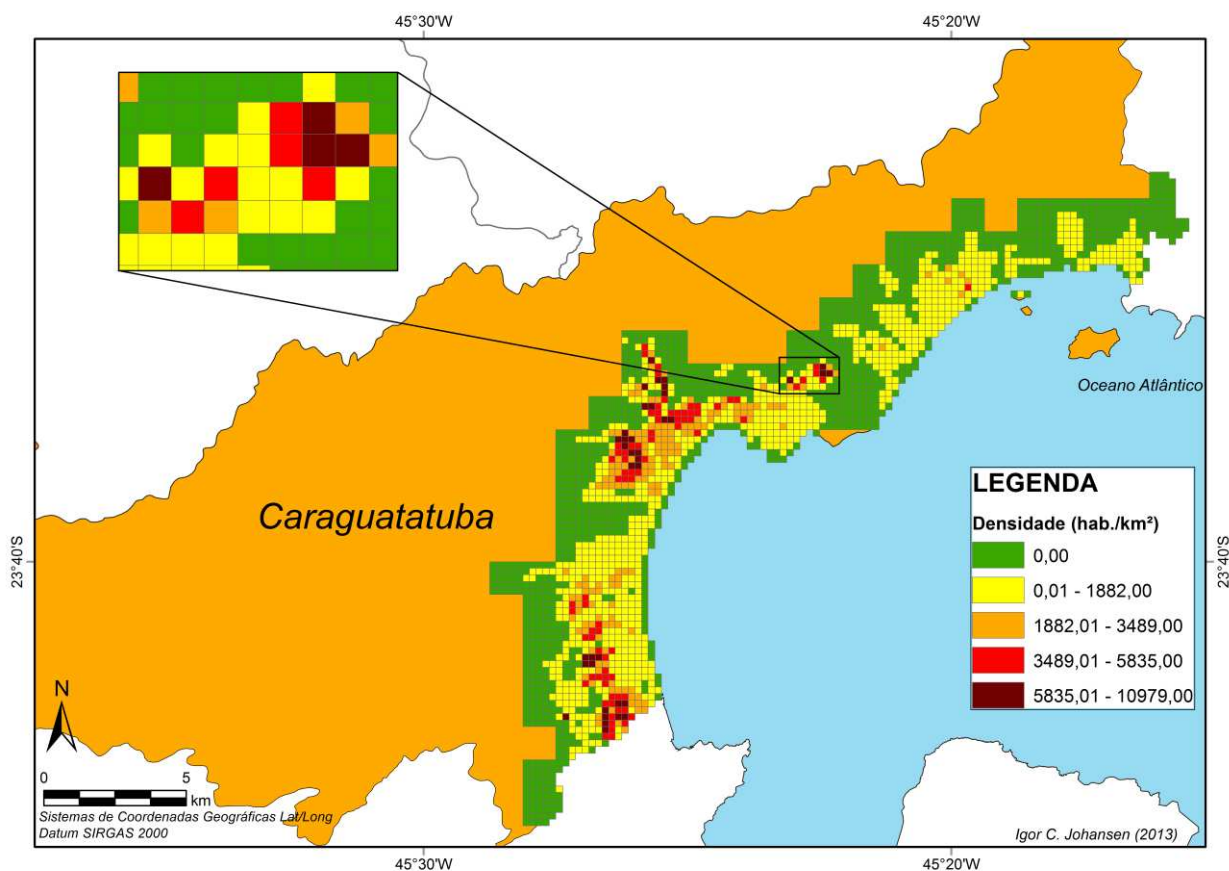 45°30'W
45°20'W
Oceano Atlântico
Caraguatatuba
LEGENDA
Densidade (hab./km²)
0,00
0,01 - 1882,00
1882,01 - 3489,00
3489,01 - 5835,00
5835,01 - 10979,00
23°40'S
23°40'S
N
0
5
km
Sistemas de Coordenadas Geográficas Lat/Long
Datum SIRGAS 2000
Igor C. Johansen (2013)
45°30'W
45°20'W